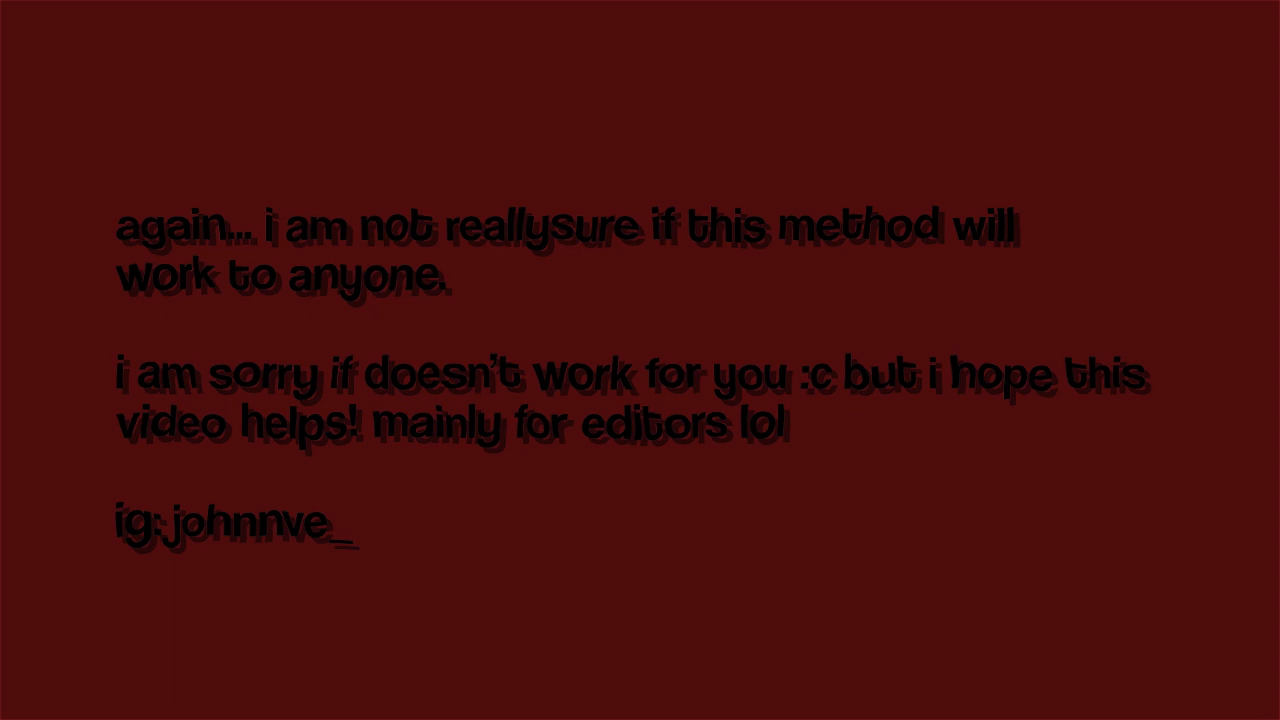 again... i am not reallysure if this method will
work to anyone.
i am sorry if doesn't work for you :c but i hope this
video helps! mainly for editors lol
ig: johnnve_